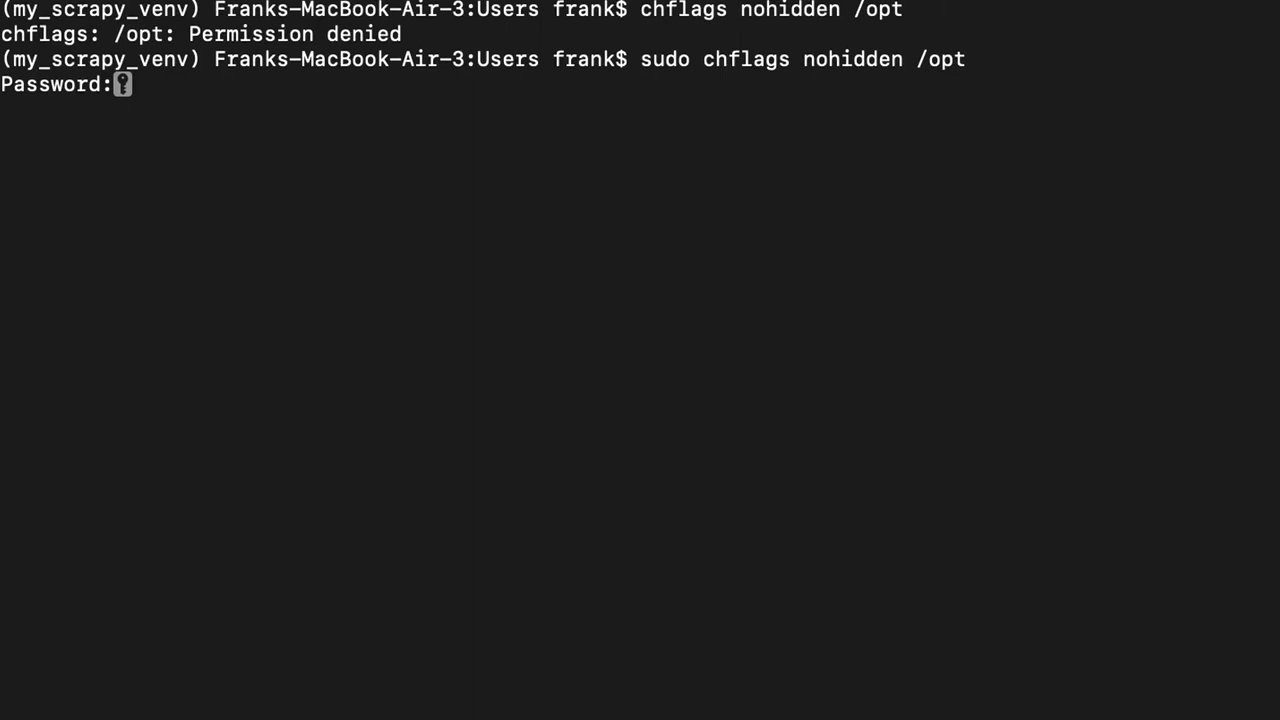 (my_scrapy_venv) Franks-MacBook-Air-3:Users frank$ chflags nohidden /opt
chflags: /opt: Permission denied
(my_scrapy_venv) Franks-MacBook-Air-3:Users frank$ sudo chflags nohidden /opt
Password: